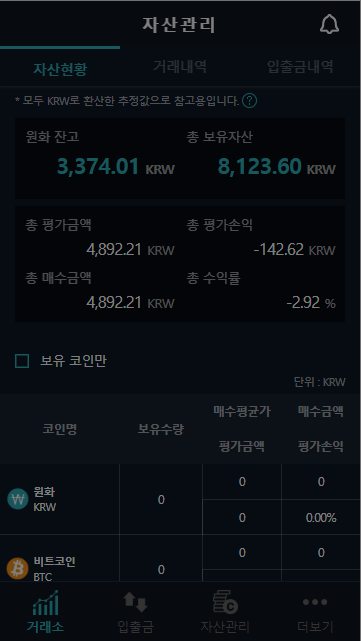 자산관리
자산현황 거래내역 입출금내역
* 모두 KRW로 환산한 추정값으로 참고용입니다. ?
원화 잔고 총 보유자산
3,374.01 KRW 8,123.60 KRW
총 평가금액 총 평가손익
4,892.21 KRW -142.62 KRW
총 매수금액 총 수익률
4,892.21 KRW -2.92 %
보유 코인만
단위 : KRW
코인명 보유수량 매수평균가 매수금액
평가금액 평가손익
원화 KRW 0 0 0
0 0.00%
비트코인 BTC 0 0 0
거래소 입출금 자산관리 더보기